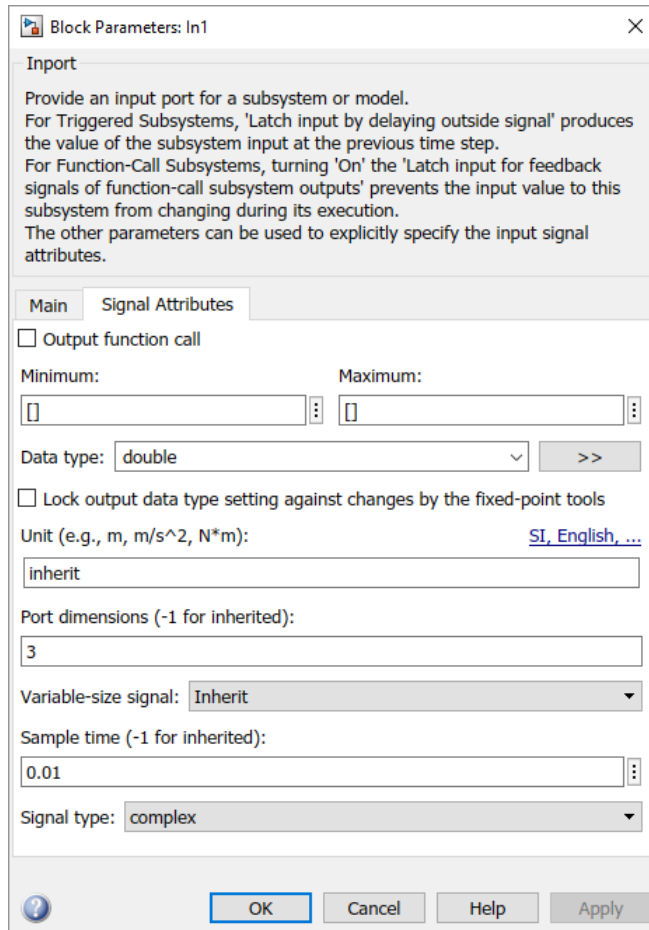 Block Parameters: In1
Inport
Provide an input port for a subsystem or model.
For Triggered Subsystems, 'Latch input by delaying outside signal' produces
the value of the subsystem input at the previous time step.
For Function-Call Subsystems, turning 'On' the 'Latch input for feedback
signals of function-call subsystem outputs' prevents the input value to this
subsystem from changing during its execution.
The other parameters can be used to explicitly specify the input signal
attributes.
Main Signal Attributes
Output function call
Minimum: Maximum:
[] []
Data type: double >>
Lock output data type setting against changes by the fixed-point tools
Unit (e.g., m, m/s^2, N*m): SI, English, ...
inherit
Port dimensions (-1 for inherited):
3
Variable-size signal: Inherit
Sample time (-1 for inherited):
0.01
Signal type: complex
? OK Cancel Help Apply